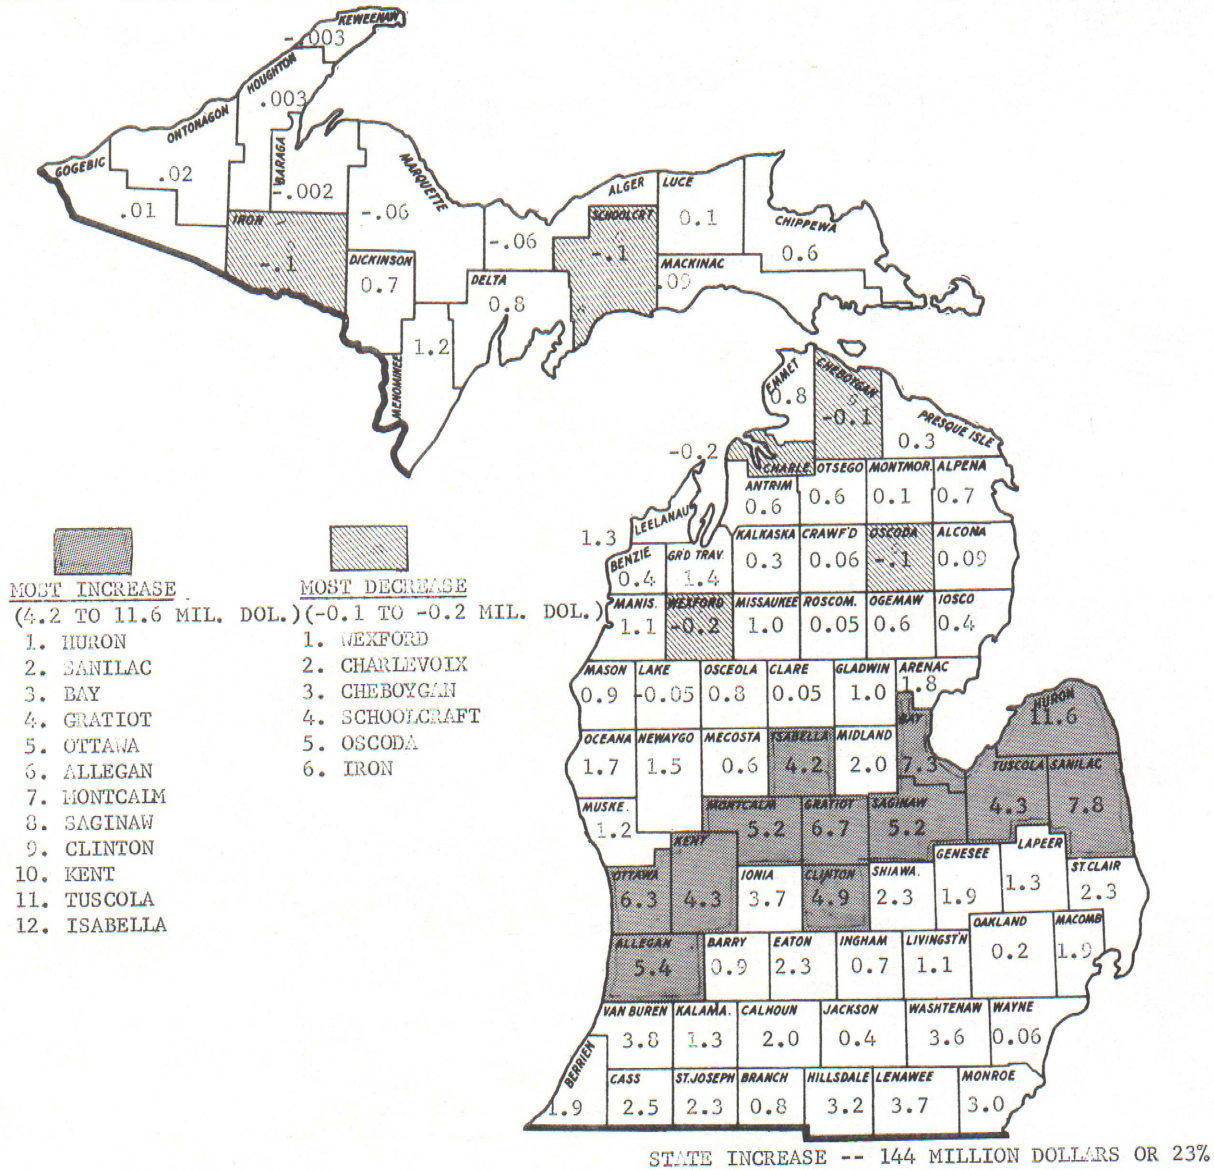 KEWEENAW
-.003
HOUGHTON
.003
ONTONAGON
.02
GOGEBIC
.01
BARAGA
-.002
MARQUETTE
-.06
IRON
-.1
DICKINSON
0.7
MENOMINEE
1.2
DELTA
0.8
ALGER
-.06
SCHOOLCRT
-.1
LUCE
0.1
CHIPPEWA
0.6
MACKINAC
.09
EMMET
0.8
CHEBOYGAN
-0.1
PRESQUE ISLE
0.3
-0.2
CHARLE.
OTSEGO
0.6
MONTMOR.
0.1
ALPENA
0.7
ANTRIM
0.6
LEELANAU
1.3
BENZIE
0.4
GR'D TRAV.
1.4
KALKASKA
0.3
CRAWF'D
0.06
OSCODA
-.1
ALCONA
0.09
MANIS.
1.1
WEXFORD
-0.2
MISSAUKEE
1.0
ROSCOM.
0.05
OGEMAW
0.6
IOSCO
0.4
MASON
0.9
LAKE
-0.05
OSCEOLA
0.8
CLARE
0.05
GLADWIN
1.0
ARENAC
1.8
OCEANA
1.7
NEWAYGO
1.5
MECOSTA
0.6
ISABELLA
4.2
MIDLAND
2.0
BAY
7.3
HURON
11.6
TUSCOLA
4.3
SANILAC
7.8
MUSKE.
1.2
MONTCALM
5.2
GRATIOT
6.7
SAGINAW
5.2
OTTAWA
6.3
KENT
4.3
IONIA
3.7
CLINTON
4.9
SHIAWA.
2.3
GENESEE
1.9
LAPEER
1.3
ST.CLAIR
2.3
ALLEGAN
5.4
BARRY
0.9
EATON
2.3
INGHAM
0.7
LIVINGST'N
1.1
OAKLAND
0.2
MACOMB
1.9
VAN BUREN
3.8
KALAMA.
1.3
CALHOUN
2.0
JACKSON
0.4
WASHTENAW
3.6
WAYNE
0.06
BERRIEN
1.9
CASS
2.5
ST.JOSEPH
2.3
BRANCH
0.8
HILLSDALE
3.2
LENAWEE
3.7
MONROE
3.0
MOST INCREASE
(4.2 TO 11.6 MIL. DOL.)
1. HURON
2. SANILAC
3. BAY
4. GRATIOT
5. OTTAWA
6. ALLEGAN
7. MONTCALM
8. SAGINAW
9. CLINTON
10. KENT
11. TUSCOLA
12. ISABELLA
MOST DECREASE
(-0.1 TO -0.2 MIL. DOL.)
1. WEXFORD
2. CHARLEVOIX
3. CHEBOYGAN
4. SCHOOLCRAFT
5. OSCODA
6. IRON
STATE INCREASE -- 144 MILLION DOLLARS OR 23%